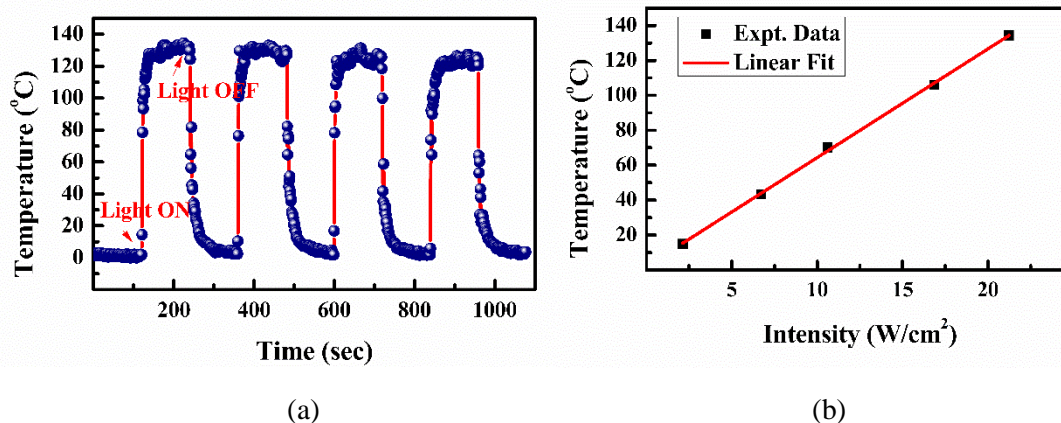 140
120
100
80
60
40
20
0
Temperature (°C)
Light OFF
Light ON
200 400 600 800 1000
Time (sec)
(a)
140
120
100
80
60
40
20
Temperature (°C)
Expt. Data
Linear Fit
5 10 15 20
Intensity (W/cm²)
(b)